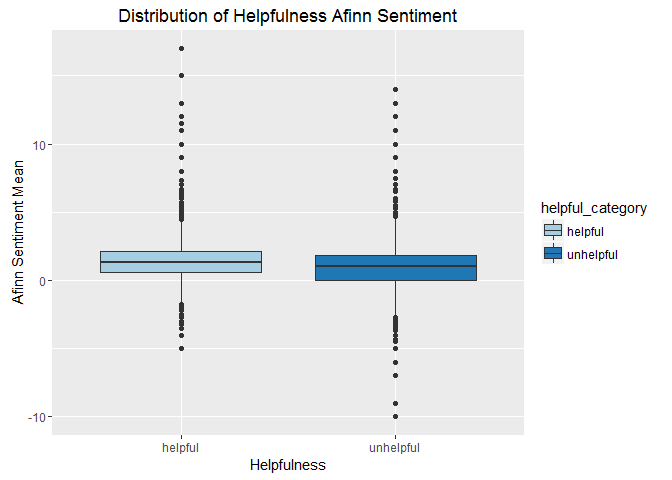 Distribution of Helpfulness Afinn Sentiment
Afinn Sentiment Mean
10
0
-10
helpful
unhelpful
Helpfulness
helpful_category
helpful
unhelpful